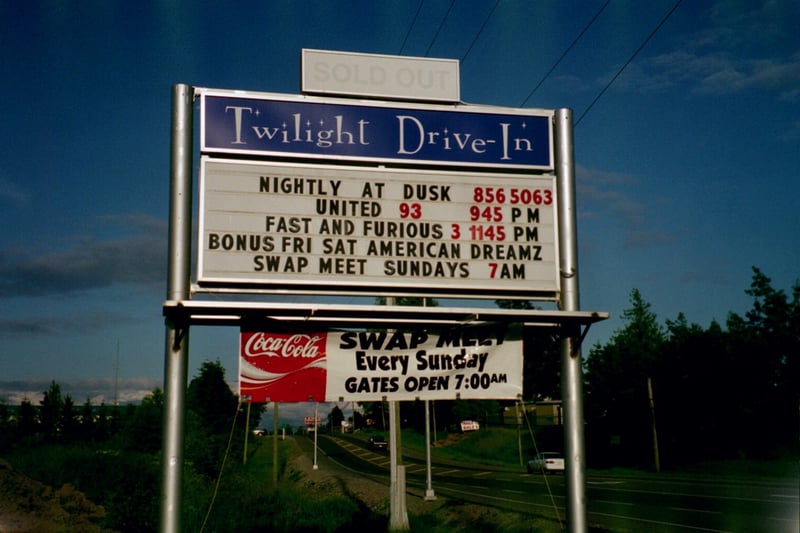 SOLD OUT
Twilight Drive-In
NIGHTLY AT DUSK 856 5063
UNITED 93 945 PM
FAST AND FURIOUS 3 1145 PM
BONUS FRI SAT AMERICAN DREAMZ
SWAP MEET SUNDAYS 7AM
Coca-Cola
SWAP MEET
Every Sunday
GATES OPEN 7:00AM